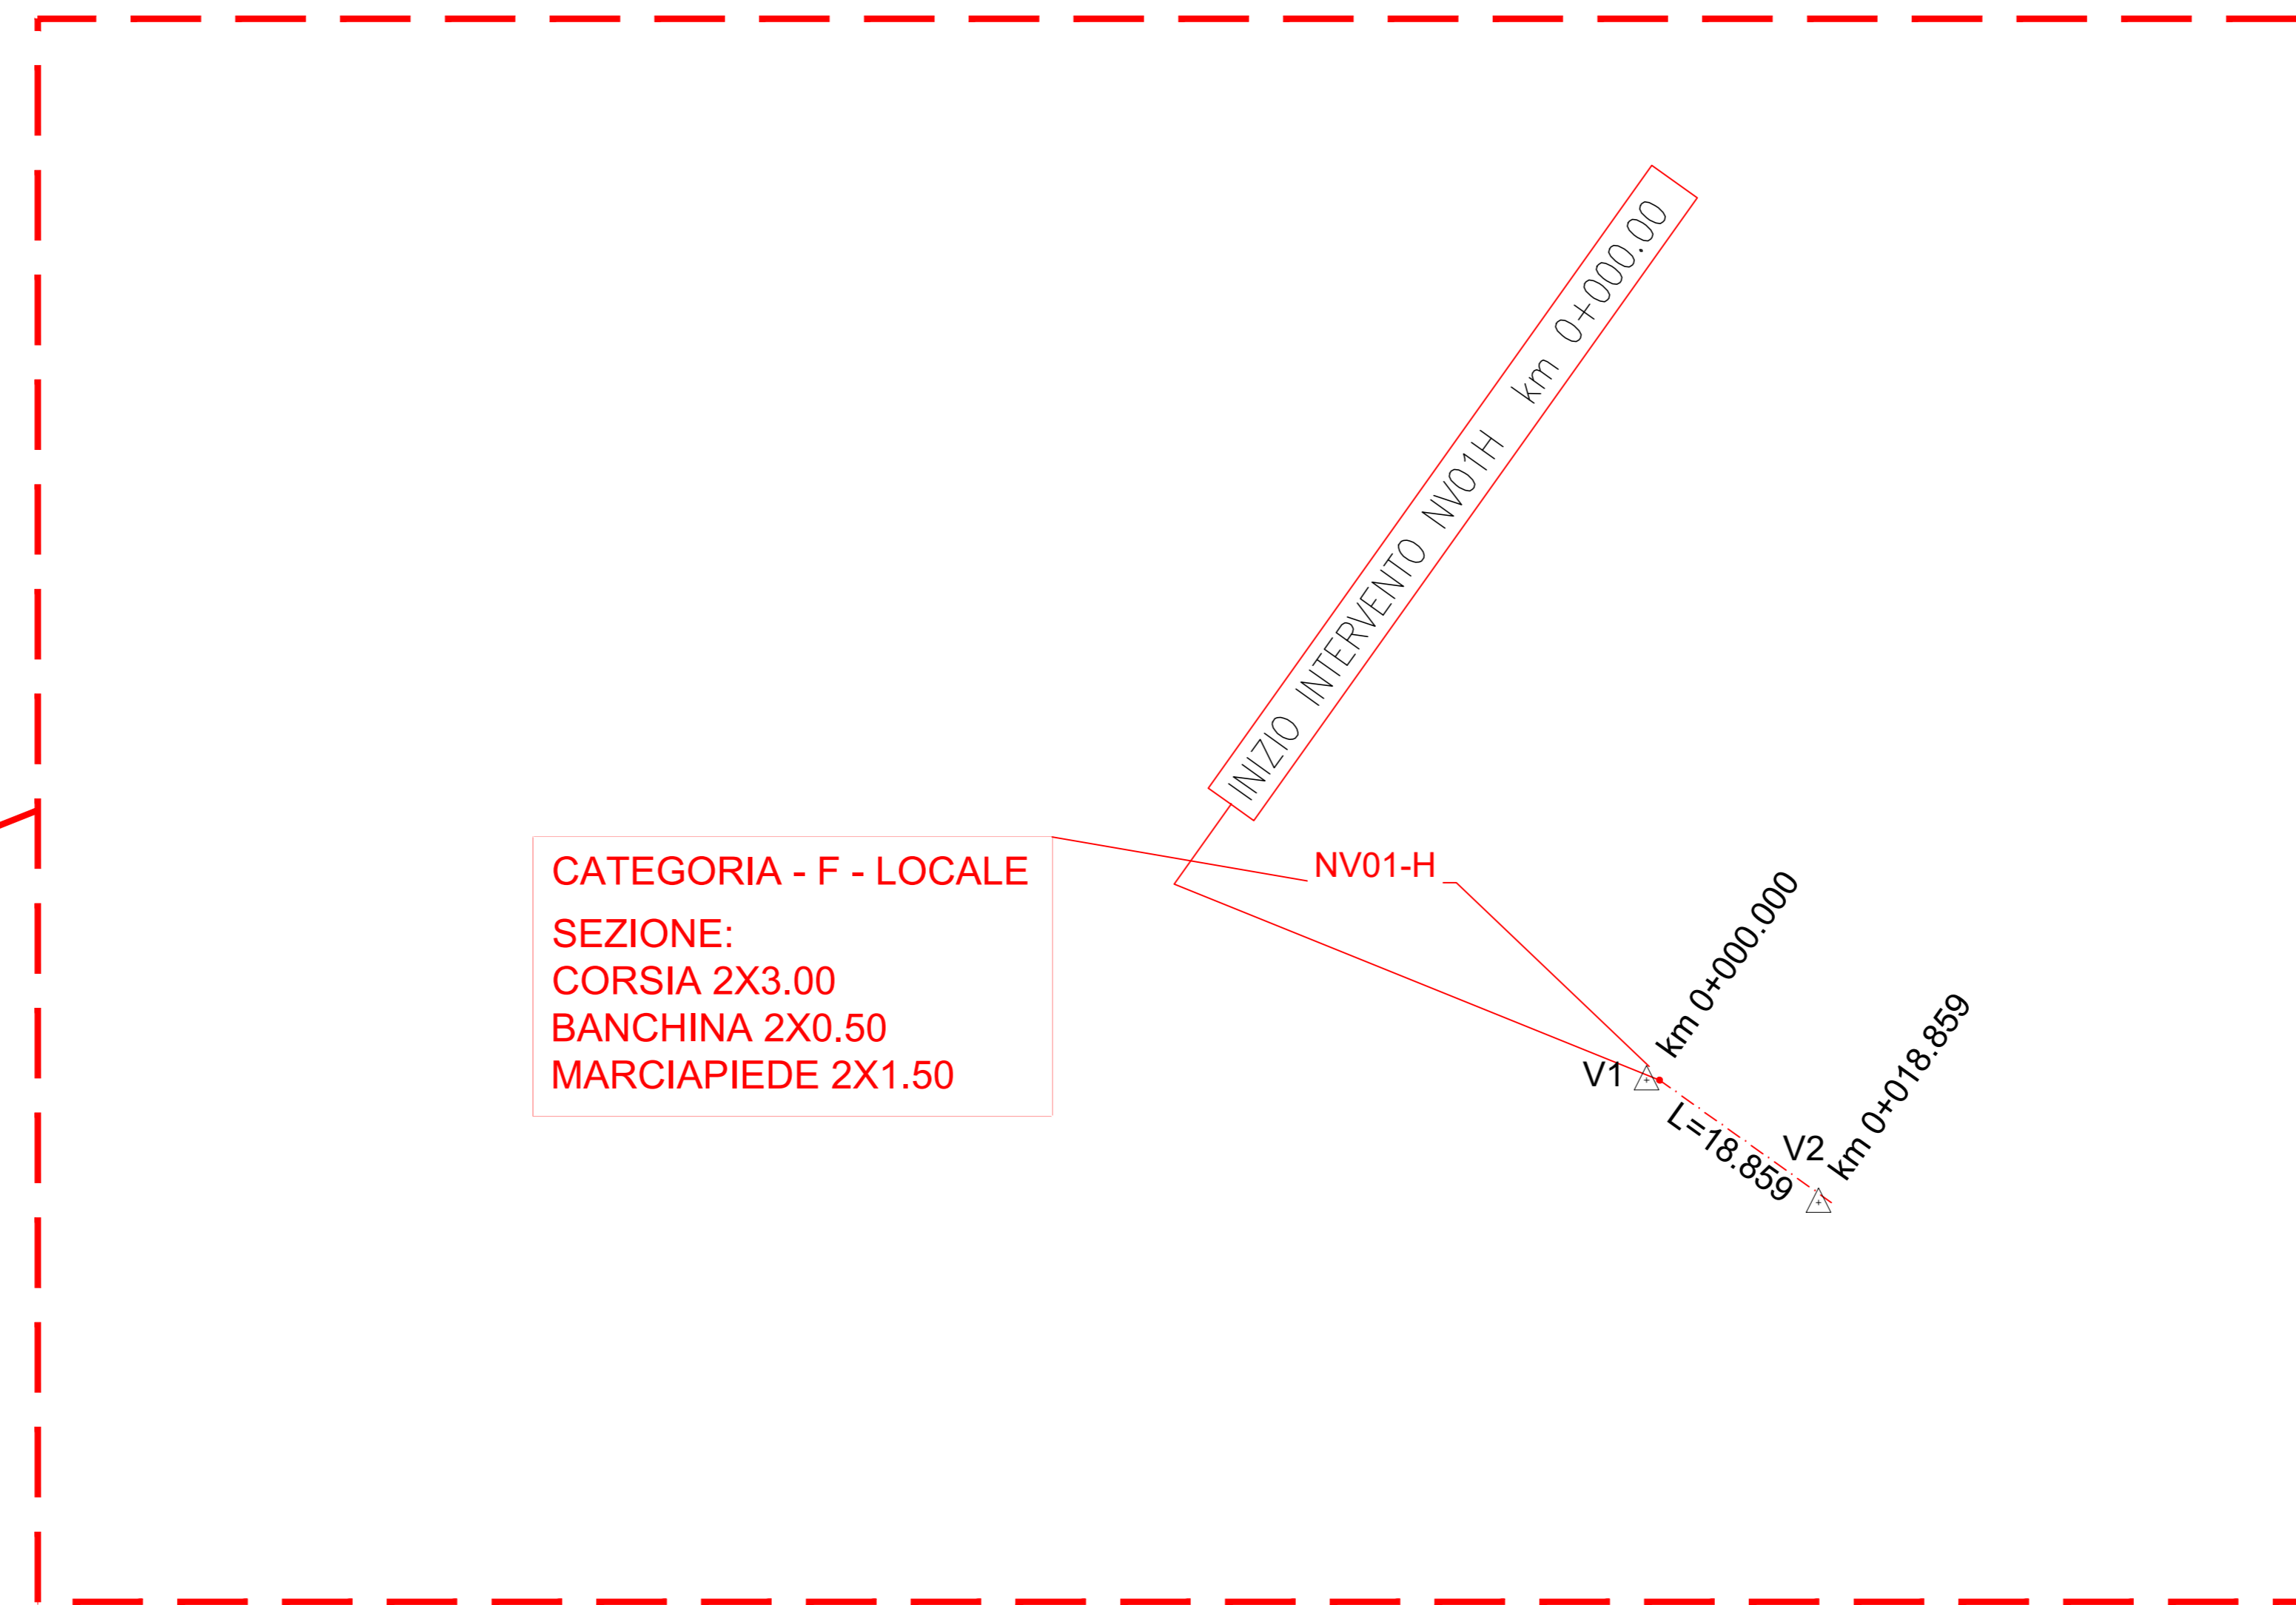 INIZIO INTERVENTO NV01H km 0+000.00
CATEGORIA - F - LOCALE
SEZIONE:
CORSIA 2X3.00
BANCHINA 2X0.50
MARCIAPIEDE 2X1.50
NV01-H
V1
km 0+000.000
L=18.859
V2
km 0+018.859